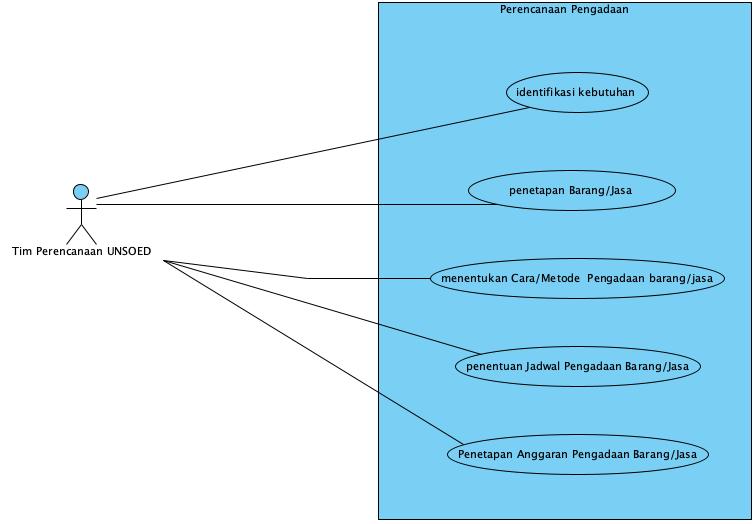 Perencanaan Pengadaan
identifikasi kebutuhan
penetapan Barang/Jasa
Tim Perencanaan UNSOED
menentukan Cara/Metode  Pengadaan barang/jasa
penentuan Jadwal Pengadaan Barang/Jasa
Penetapan Anggaran Pengadaan Barang/Jasa